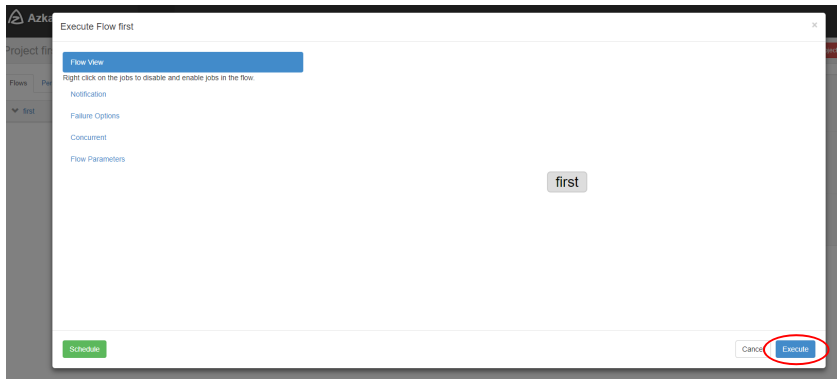 Azka
Execute Flow first
×
Project fir
Flows
Per
first
Flow View
Right click on the jobs to disable and enable jobs in the flow.
Notification
Failure Options
Concurrent
Flow Parameters
first
Schedule
Cance
Execute